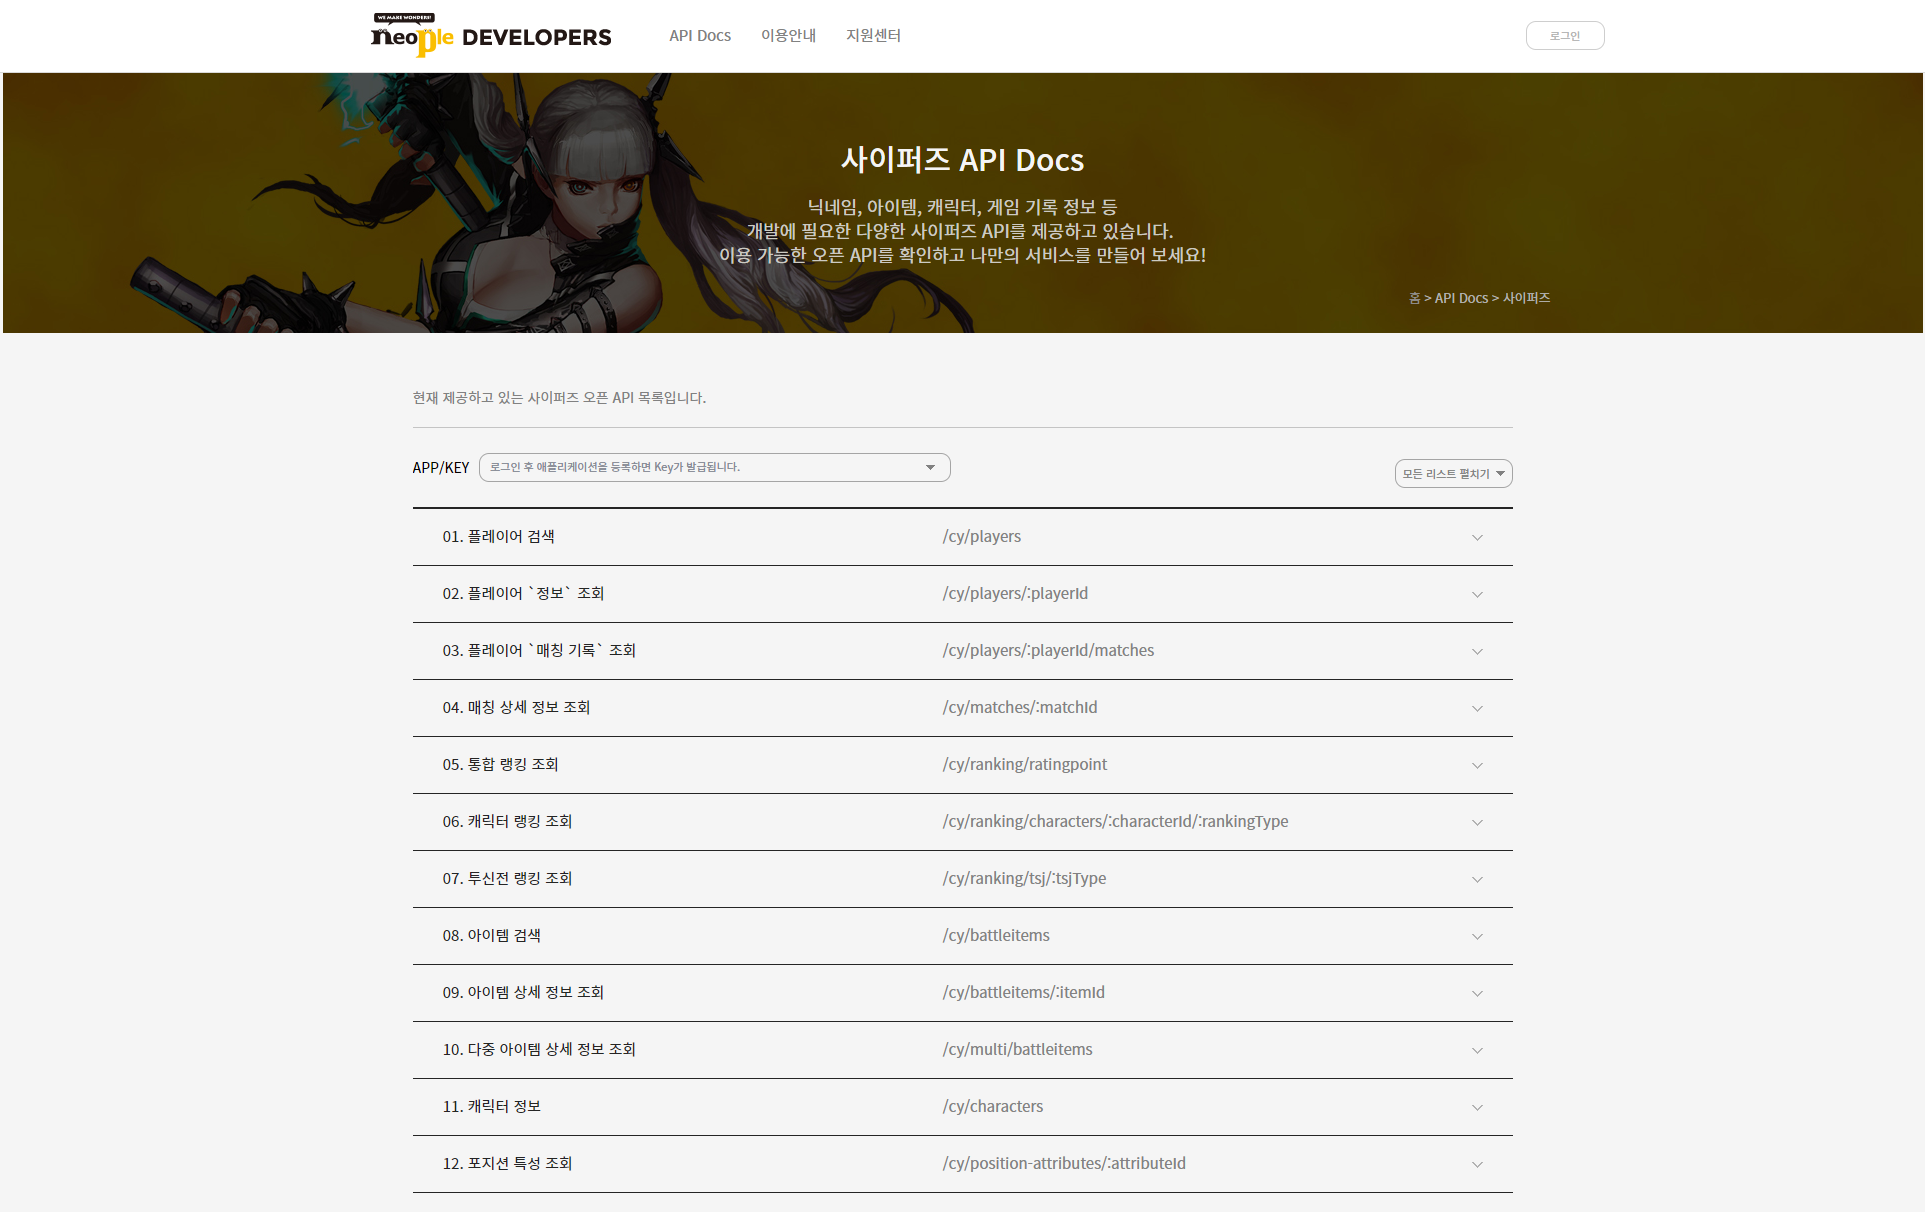 WE MAKE WONDERS!
neople DEVELOPERS
API Docs
이용안내
지원센터
로그인
사이퍼즈 API Docs
닉네임, 아이템, 캐릭터, 게임 기록 정보 등
개발에 필요한 다양한 사이퍼즈 API를 제공하고 있습니다.
이용 가능한 오픈 API를 확인하고 나만의 서비스를 만들어 보세요!
홈 > API Docs > 사이퍼즈
현재 제공하고 있는 사이퍼즈 오픈 API 목록입니다.
APP/KEY
로그인 후 애플리케이션을 등록하면 Key가 발급됩니다.
모든 리스트 펼치기
01. 플레이어 검색
/cy/players
02. 플레이어 `정보` 조회
/cy/players/:playerId
03. 플레이어 `매칭 기록` 조회
/cy/players/:playerId/matches
04. 매칭 상세 정보 조회
/cy/matches/:matchId
05. 통합 랭킹 조회
/cy/ranking/ratingpoint
06. 캐릭터 랭킹 조회
/cy/ranking/characters/:characterId/:rankingType
07. 투신전 랭킹 조회
/cy/ranking/tsj/:tsjType
08. 아이템 검색
/cy/battleitems
09. 아이템 상세 정보 조회
/cy/battleitems/:itemId
10. 다중 아이템 상세 정보 조회
/cy/multi/battleitems
11. 캐릭터 정보
/cy/characters
12. 포지션 특성 조회
/cy/position-attributes/:attributeId